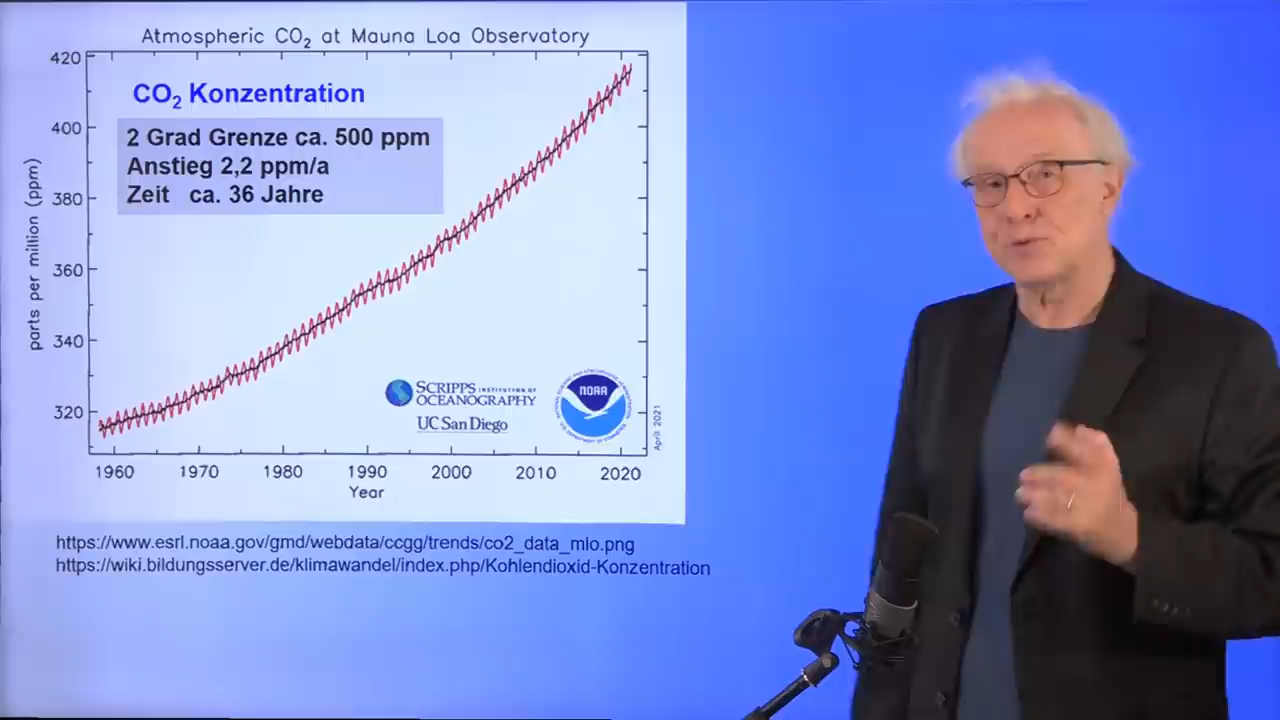 Atmospheric CO₂ at Mauna Loa Observatory
420
400
380
360
340
320
parts per million (ppm)
CO₂ Konzentration
2 Grad Grenze ca. 500 ppm
Anstieg 2,2 ppm/a
Zeit ca. 36 Jahre
SCRIPPS INSTITUTION OF
OCEANOGRAPHY
UC San Diego
NOAA
April 2021
1960 1970 1980 1990 2000 2010 2020
Year
https://www.esrl.noaa.gov/gmd/webdata/ccgg/trends/co2_data_mlo.png
https://wiki.bildungsserver.de/klimawandel/index.php/Kohlendioxid-Konzentration